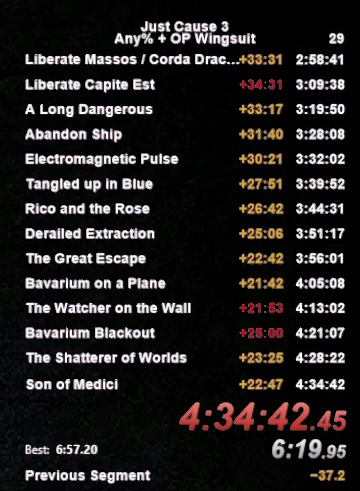 Just Cause 3
Any% + OP Wingsuit 29
Liberate Massos / Corda Drac... +33:31 2:58:41
Liberate Capite Est +34:31 3:09:38
A Long Dangerous +33:17 3:19:50
Abandon Ship +31:40 3:28:08
Electromagnetic Pulse +30:21 3:32:02
Tangled up in Blue +27:51 3:39:52
Rico and the Rose +26:42 3:44:31
Derailed Extraction +25:06 3:51:17
The Great Escape +22:42 3:56:01
Bavarium on a Plane +21:42 4:05:08
The Watcher on the Wall +21:53 4:13:02
Bavarium Blackout +25:00 4:21:07
The Shatterer of Worlds +23:25 4:28:22
Son of Medici +22:47 4:34:42
4:34:42.45
Best: 6:57.20 6:19.95
Previous Segment -37.2